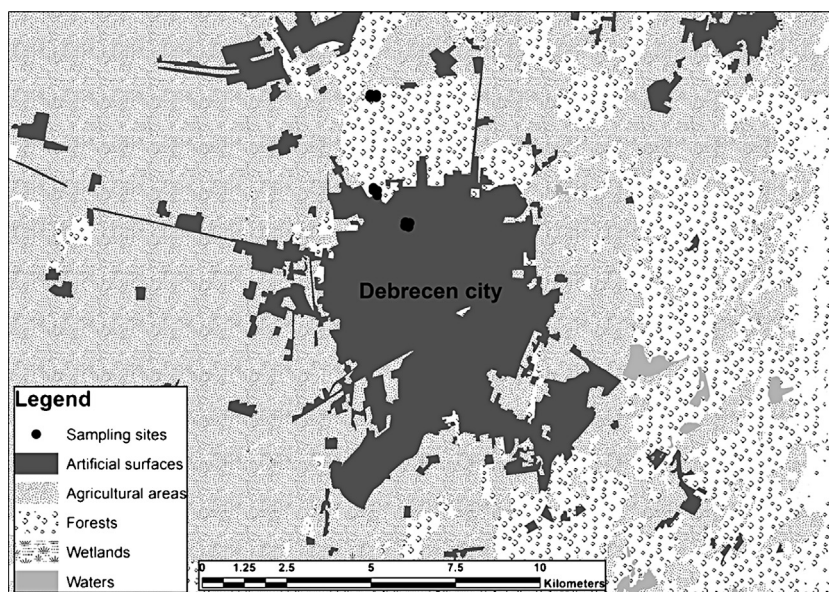 Debrecen city
Legend
Sampling sites
Artificial surfaces
Agricultural areas
Forests
Wetlands
Waters
0 1.25 2.5 5 7.5 10
Kilometers